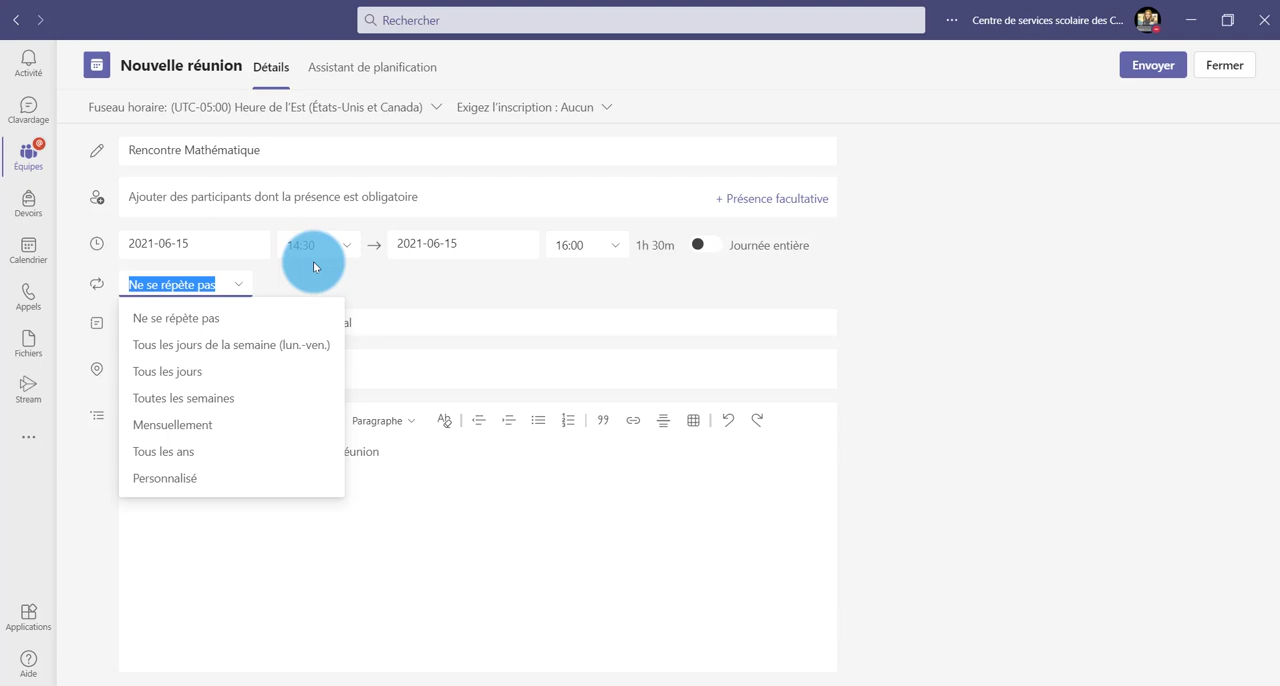 Rechercher
Centre de services scolaire des C...
Activité
Clavardage
Équipes
Devoirs
Calendrier
Appels
Fichiers
Stream
Applications
Aide
Nouvelle réunion Détails Assistant de planification
Envoyer Fermer
Fuseau horaire: (UTC-05:00) Heure de l'Est (États-Unis et Canada) Exigez l'inscription : Aucun
Rencontre Mathématique
Ajouter des participants dont la présence est obligatoire + Présence facultative
2021-06-15 14:30 → 2021-06-15 16:00 1h 30m Journée entière
Ne se répète pas
Ne se répète pas
Tous les jours de la semaine (lun.-ven.)
Tous les jours
Toutes les semaines
Mensuellement
Tous les ans
Personnalisé
al
Paragraphe
éunion